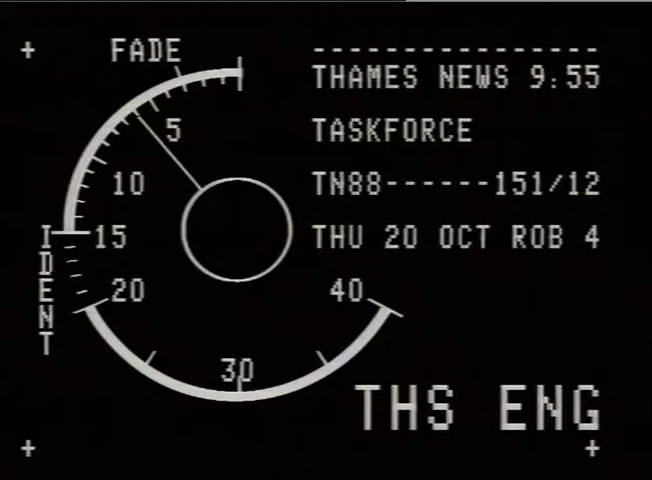 FADE
----------------
THAMES NEWS 9:55
5
TASKFORCE
10
TN88------151/12
15
THU 20 OCT ROB 4
IDENT
20
40
30
THS ENG